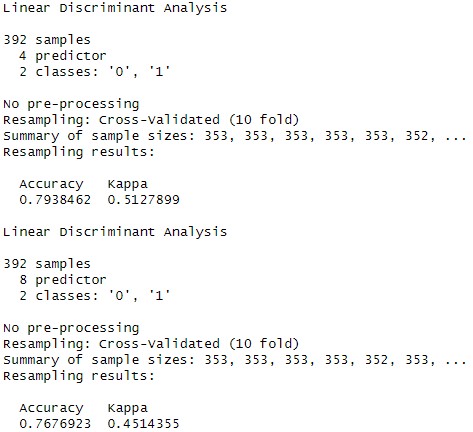 Linear Discriminant Analysis
392 samples
4 predictor
2 classes: '0', '1'
No pre-processing
Resampling: Cross-Validated (10 fold)
Summary of sample sizes: 353, 353, 353, 353, 353, 352, ...
Resampling results:
Accuracy Kappa
0.7938462 0.5127899
Linear Discriminant Analysis
392 samples
8 predictor
2 classes: '0', '1'
No pre-processing
Resampling: Cross-Validated (10 fold)
Summary of sample sizes: 353, 353, 353, 353, 352, 353, ...
Resampling results:
Accuracy Kappa
0.7676923 0.4514355